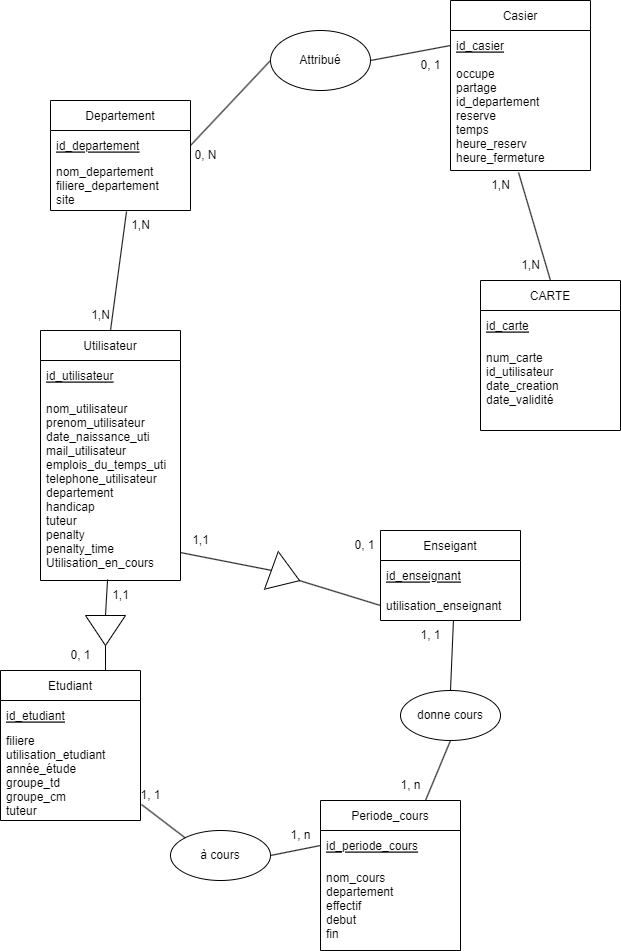 Casier
id_casier
occupe
partage
id_departement
reserve
temps
heure_reserv
heure_fermeture
Attribué
0, 1
Departement
id_departement
nom_departement
filiere_departement
site
0, N
1,N
1,N
1,N
1,N
CARTE
id_carte
num_carte
id_utilisateur
date_creation
date_validité
Utilisateur
id_utilisateur
nom_utilisateur
prenom_utilisateur
date_naissance_uti
mail_utilisateur
emplois_du_temps_uti
telephone_utilisateur
departement
handicap
tuteur
penalty
penalty_time
Utilisation_en_cours
1,1
0, 1
Enseigant
id_enseignant
utilisation_enseignant
1,1
0, 1
1, 1
Etudiant
id_etudiant
filiere
utilisation_etudiant
année_étude
groupe_td
groupe_cm
tuteur
donne cours
1, n
1, 1
à cours
1, n
Periode_cours
id_periode_cours
nom_cours
departement
effectif
debut
fin